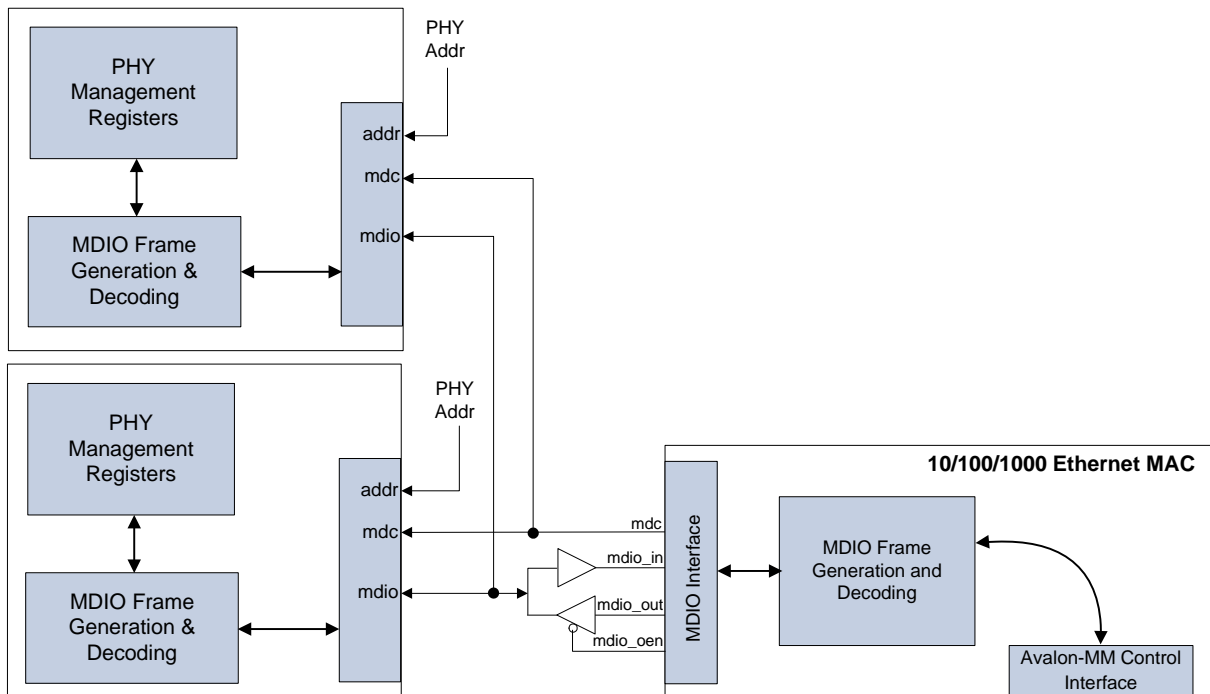 PHY
Management
Registers
MDIO Frame
Generation &
Decoding
addr
mdc
mdio
PHY
Addr
PHY
Management
Registers
MDIO Frame
Generation &
Decoding
addr
mdc
mdio
PHY
Addr
10/100/1000 Ethernet MAC
mdc
mdio_in
mdio_out
mdio_oen
MDIO Interface
MDIO Frame
Generation and
Decoding
Avalon-MM Control
Interface